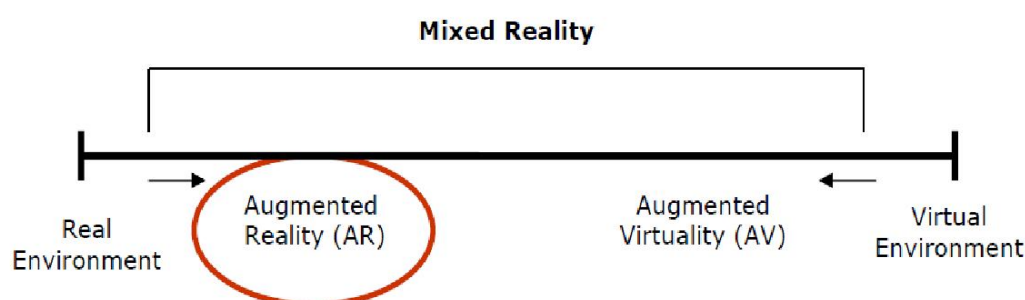 Mixed Reality
Real
Environment
Augmented
Reality (AR)
Augmented
Virtuality (AV)
Virtual
Environment